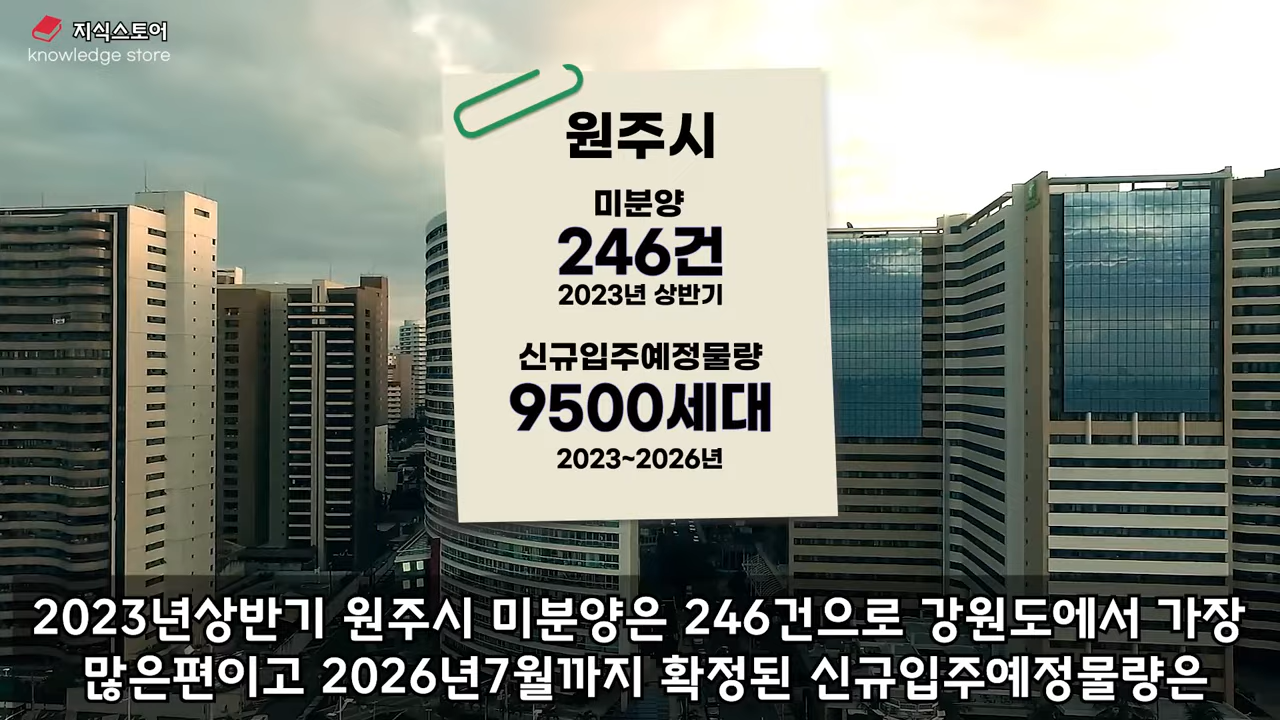 지식스토어
knowledge store
원주시
미분양
246건
2023년 상반기
신규입주예정물량
9500세대
2023~2026년
2023년상반기 원주시 미분양은 246건으로 강원도에서 가장
많은편이고 2026년7월까지 확정된 신규입주예정물량은